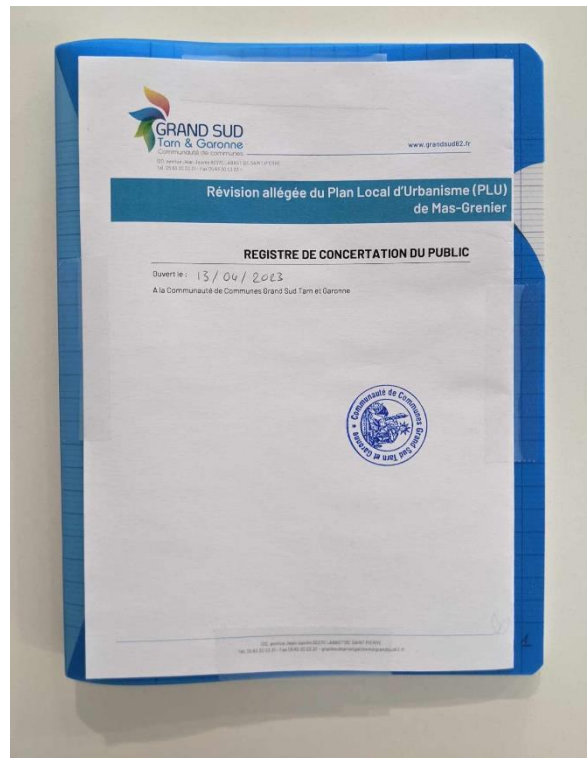 GRAND SUD
Tarn & Garonne
Communauté de communes
www.grandsud82.fr
Révision allégée du Plan Local d'Urbanisme (PLU)
de Mas-Grenier
REGISTRE DE CONCERTATION DU PUBLIC
Ouvert le : 13/04/2023
A la Communauté de Communes Grand Sud Tarn et Garonne
Communauté de Communes Grand Sud Tarn et Garonne
1